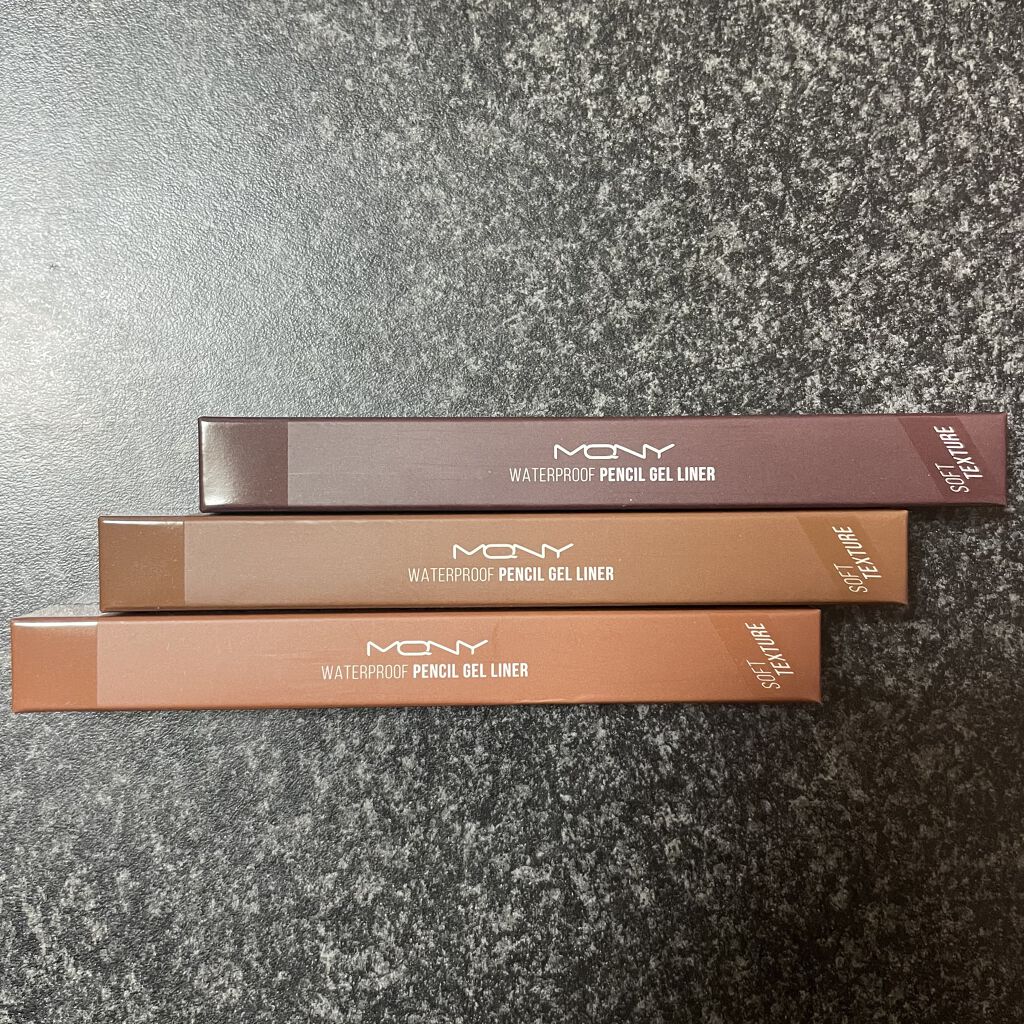 MQNY
WATERPROOF PENCIL GEL LINER
SOFT
TEXTURE
MQNY
WATERPROOF PENCIL GEL LINER
SOFT
TEXTURE
MQNY
WATERPROOF PENCIL GEL LINER
SOFT
TEXTURE